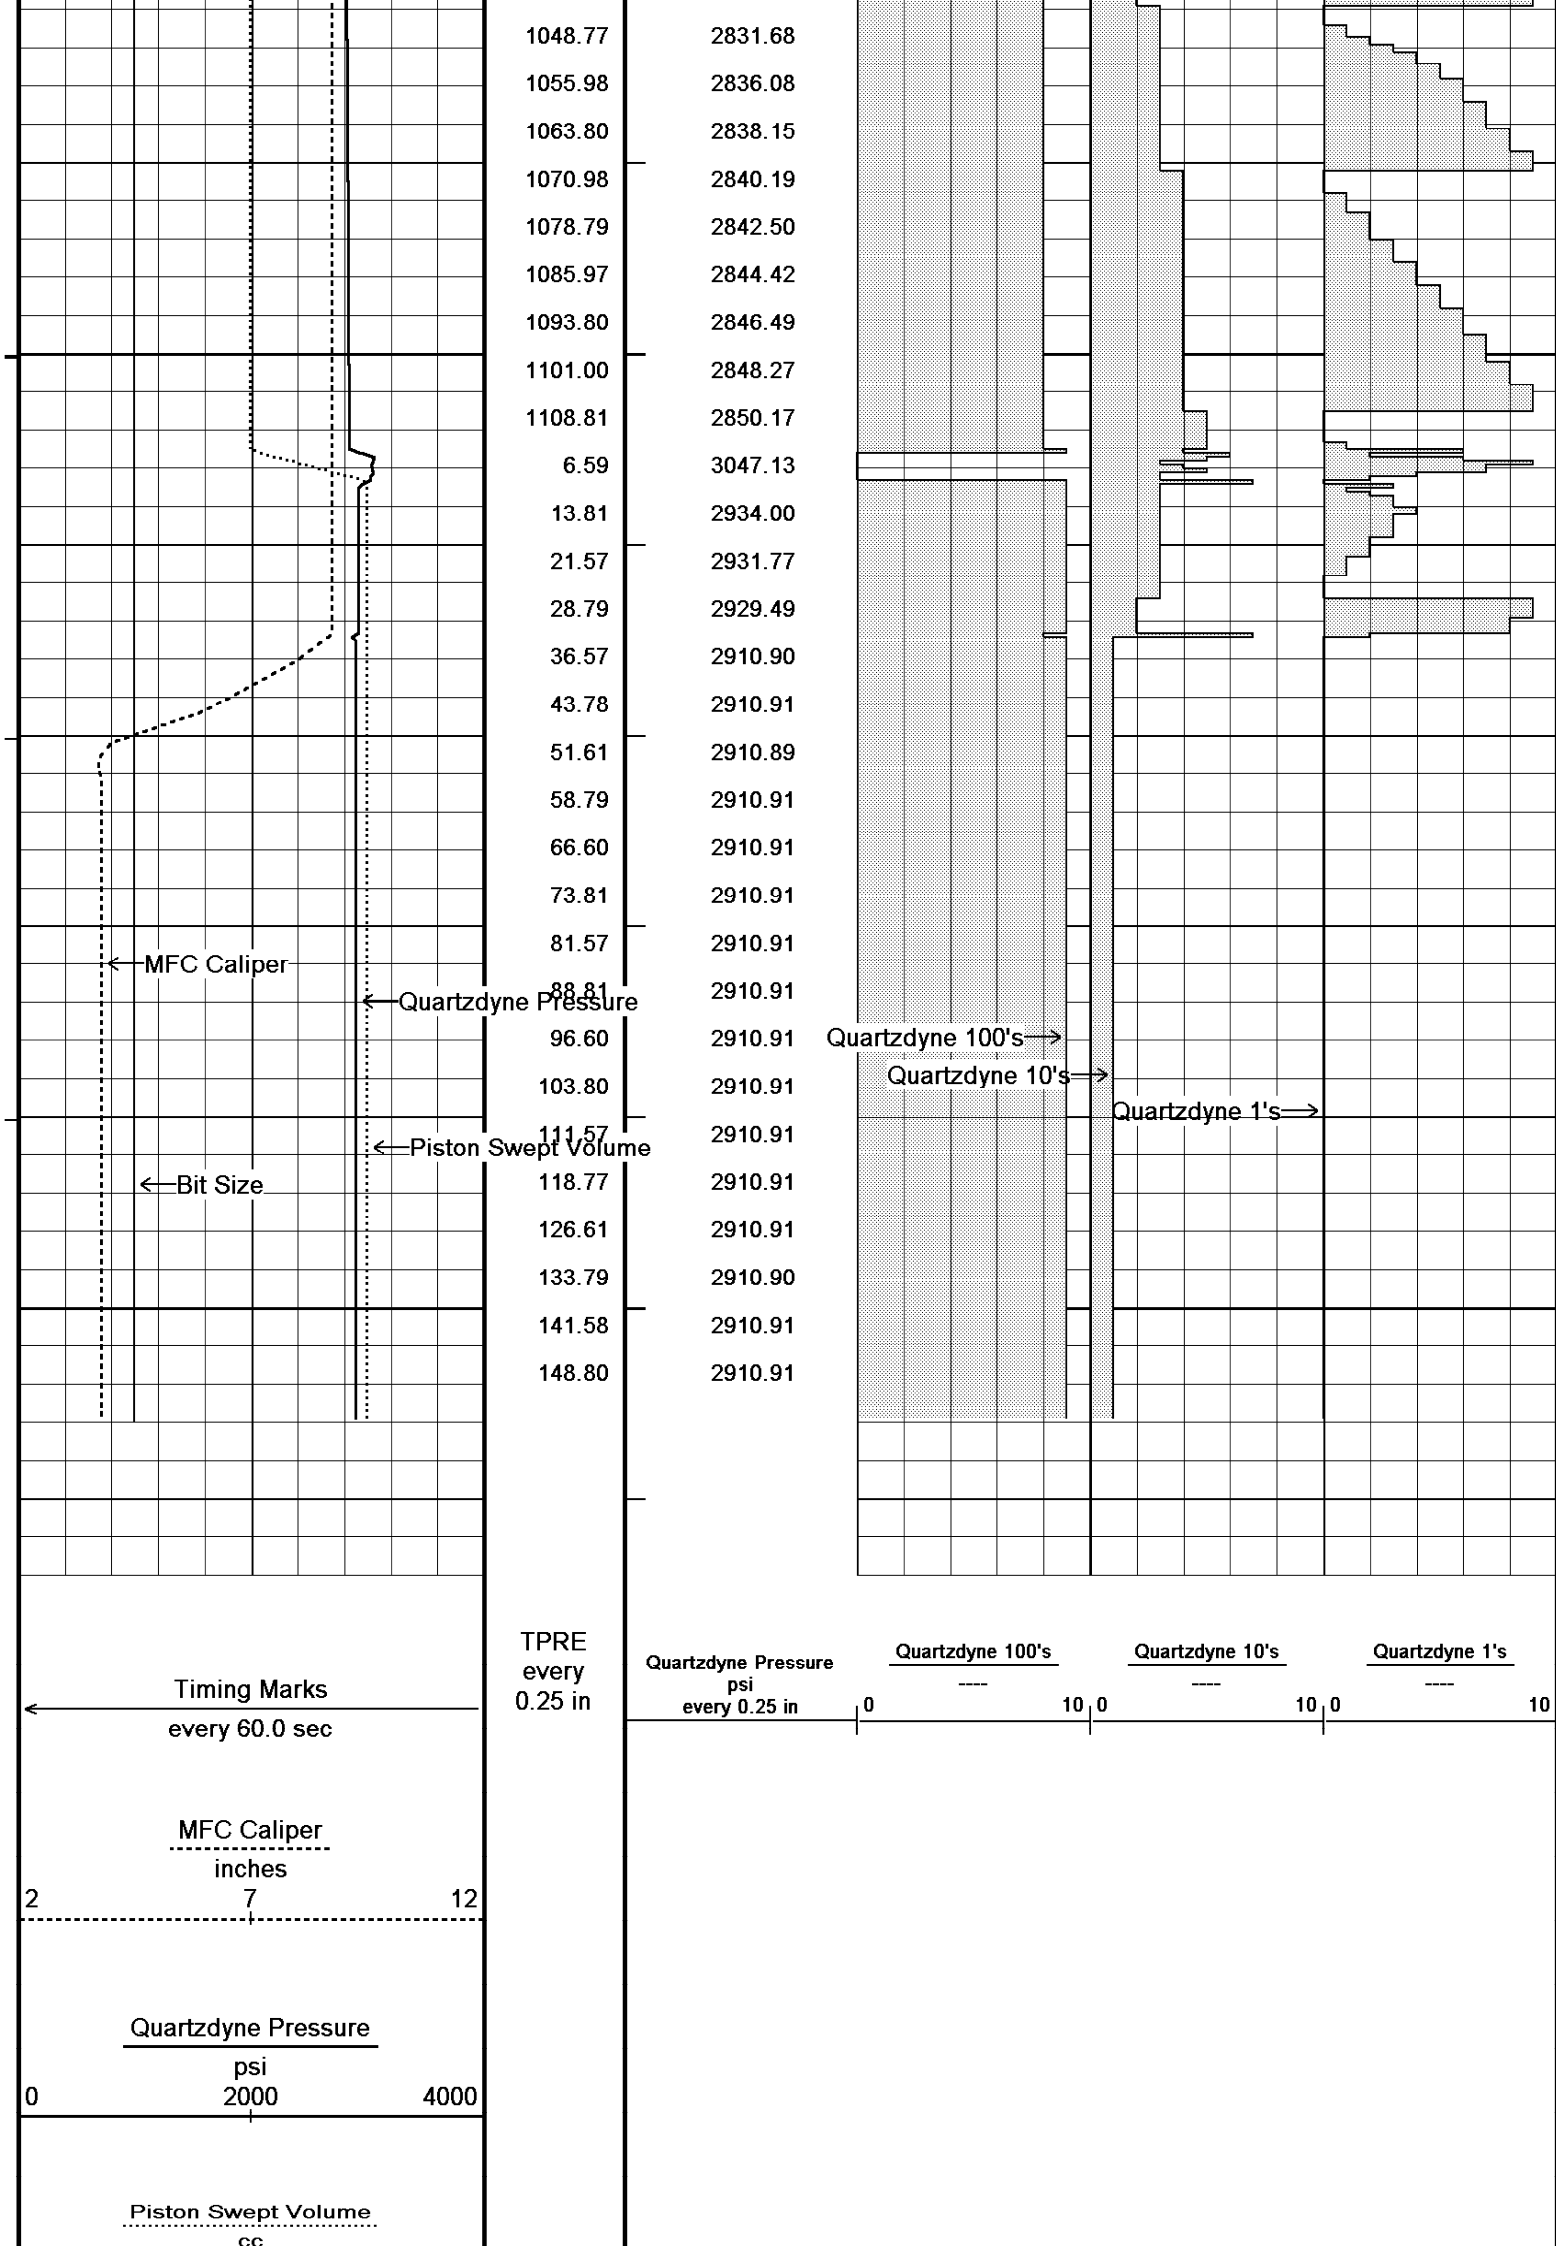 1048.77 2831.68
1055.98 2836.08
1063.80 2838.15
1070.98 2840.19
1078.79 2842.50
1085.97 2844.42
1093.80 2846.49
1101.00 2848.27
1108.81 2850.17
6.59 3047.13
13.81 2934.00
21.57 2931.77
28.79 2929.49
36.57 2910.90
43.78 2910.91
51.61 2910.89
58.79 2910.91
66.60 2910.91
73.81 2910.91
81.57 2910.91
MFC Caliper
88.81 2910.91
Quartzdyne Pressure
96.60 2910.91 Quartzdyne 100's
Quartzdyne 10's
103.80 2910.91
Quartzdyne 1's
111.57 2910.91
Piston Swept Volume
118.77 2910.91
Bit Size
126.61 2910.91
133.79 2910.90
141.58 2910.91
148.80 2910.91
TPRE
every
0.25 in
Quartzdyne Pressure
psi
every 0.25 in
Quartzdyne 100's
----
0 10
Quartzdyne 10's
----
0 10
Quartzdyne 1's
----
0 10
Timing Marks
every 60.0 sec
MFC Caliper
inches
2 7 12
Quartzdyne Pressure
psi
0 2000 4000
Piston Swept Volume
cc